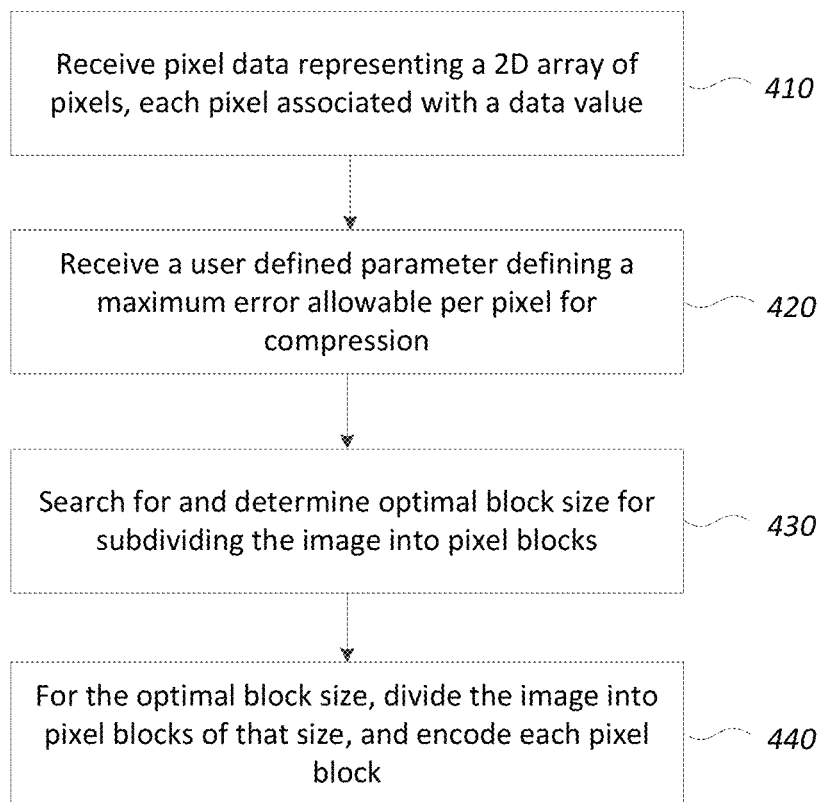 Receive pixel data representing a 2D array of
pixels, each pixel associated with a data value
410
Receive a user defined parameter defining a
maximum error allowable per pixel for
compression
420
Search for and determine optimal block size for
subdividing the image into pixel blocks
430
For the optimal block size, divide the image into
pixel blocks of that size, and encode each pixel
block
440